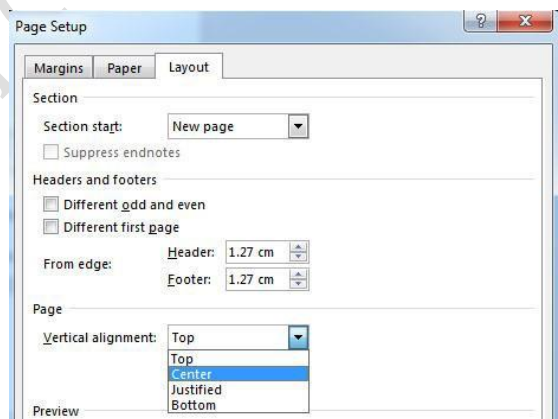 Page Setup
Margins Paper Layout
Section
Section start: New page
Suppress endnotes
Headers and footers
Different odd and even
Different first page
From edge:
Header: 1.27 cm
Footer: 1.27 cm
Page
Vertical alignment: Top
Top
Center
Justified
Bottom
Preview